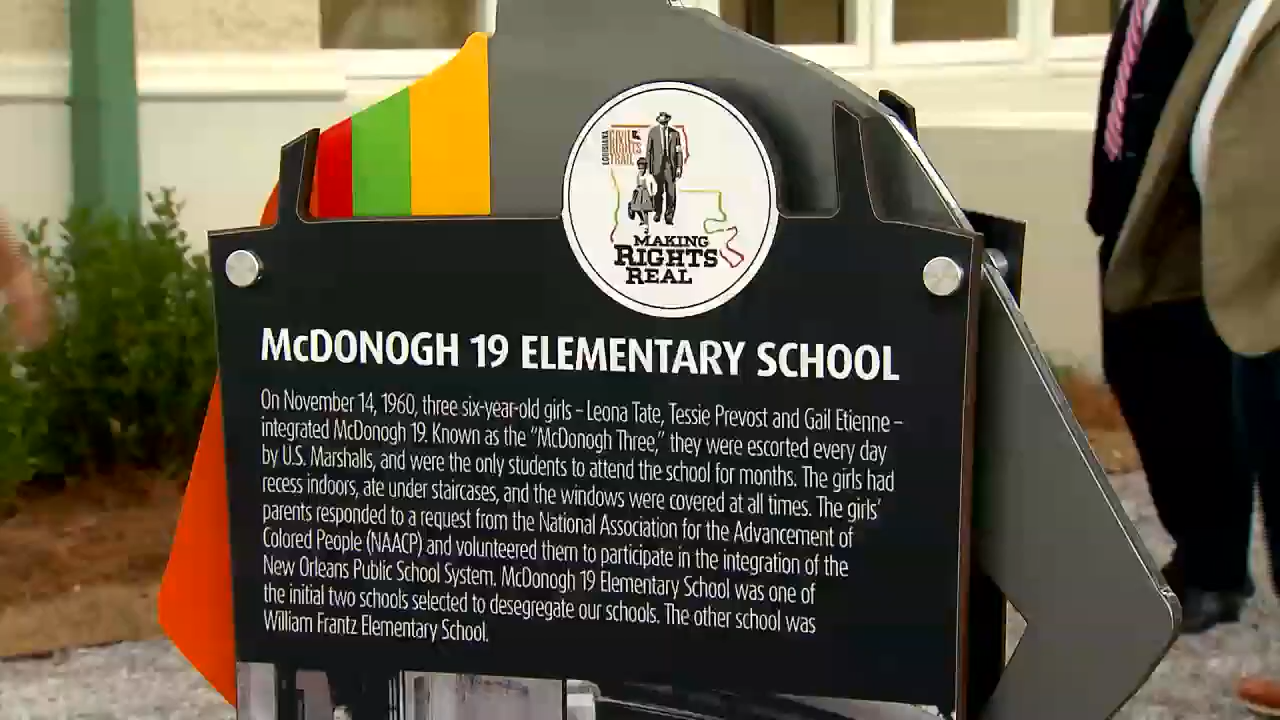 LOUISIANA
CIVIL
RIGHTS
TRAIL
MAKING
RIGHTS
REAL
McDONOGH 19 ELEMENTARY SCHOOL
On November 14, 1960, three six-year-old girls – Leona Tate, Tessie Prevost and Gail Etienne –
integrated McDonogh 19. Known as the “McDonogh Three,” they were escorted every day
by U.S. Marshalls, and were the only students to attend the school for months. The girls had
recess indoors, ate under staircases, and the windows were covered at all times. The girls’
parents responded to a request from the National Association for the Advancement of
Colored People (NAACP) and volunteered them to participate in the integration of the
New Orleans Public School System. McDonogh 19 Elementary School was one of
the initial two schools selected to desegregate our schools. The other school was
William Frantz Elementary School.